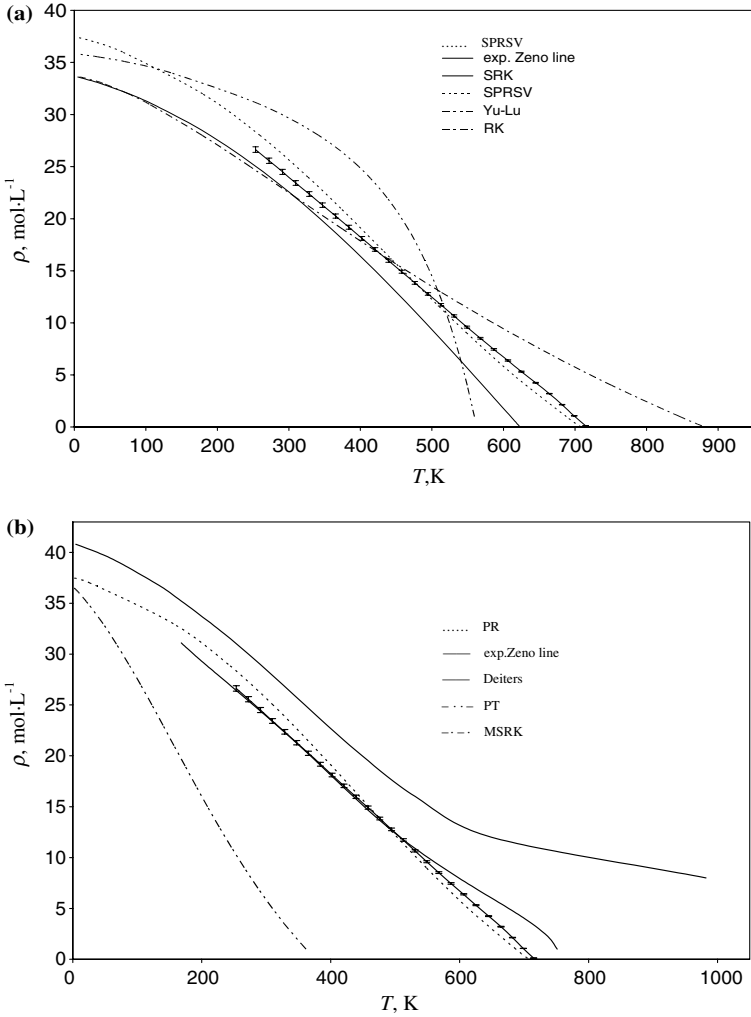 (a)
40
35
30
25
20
15
10
5
0
ρ, mol·L⁻¹
SPRSV
exp. Zeno line
SRK
SPRSV
Yu-Lu
RK
0 100 200 300 400 500 600 700 800 900
T,K
(b)
40
35
30
25
20
15
10
5
0
ρ, mol·L⁻¹
PR
exp.Zeno line
Deiters
PT
MSRK
0 200 400 600 800 1000
T, K